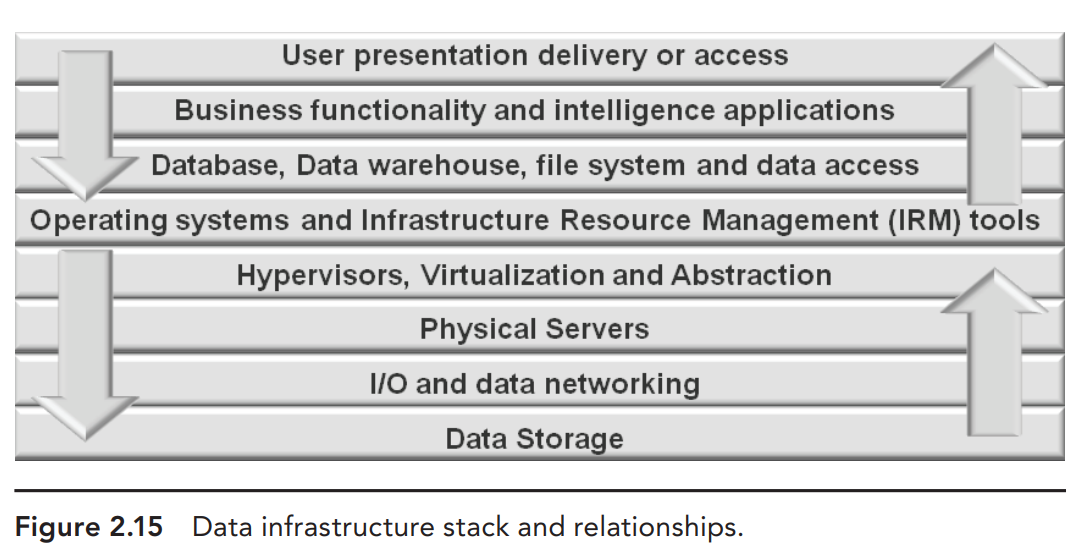 User presentation delivery or access
Business functionality and intelligence applications
Database, Data warehouse, file system and data access
Operating systems and Infrastructure Resource Management (IRM) tools
Hypervisors, Virtualization and Abstraction
Physical Servers
I/O and data networking
Data Storage
Figure 2.15 Data infrastructure stack and relationships.